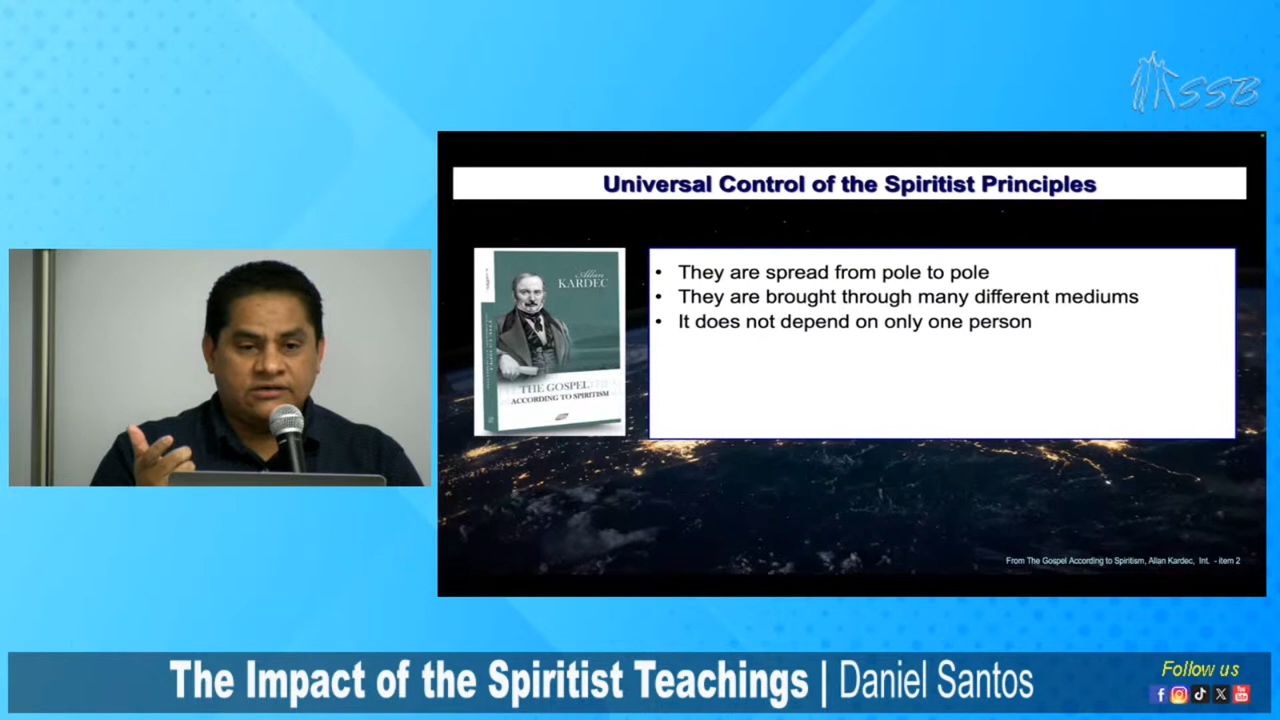 SSB
Universal Control of the Spiritist Principles
Allan
KARDEC
THE GOSPEL
ACCORDING TO SPIRITISM
• They are spread from pole to pole
• They are brought through many different mediums
• It does not depend on only one person
From The Gospel According to Spiritism, Allan Kardec, Int. - item 2
The Impact of the Spiritist Teachings | Daniel Santos
Follow us